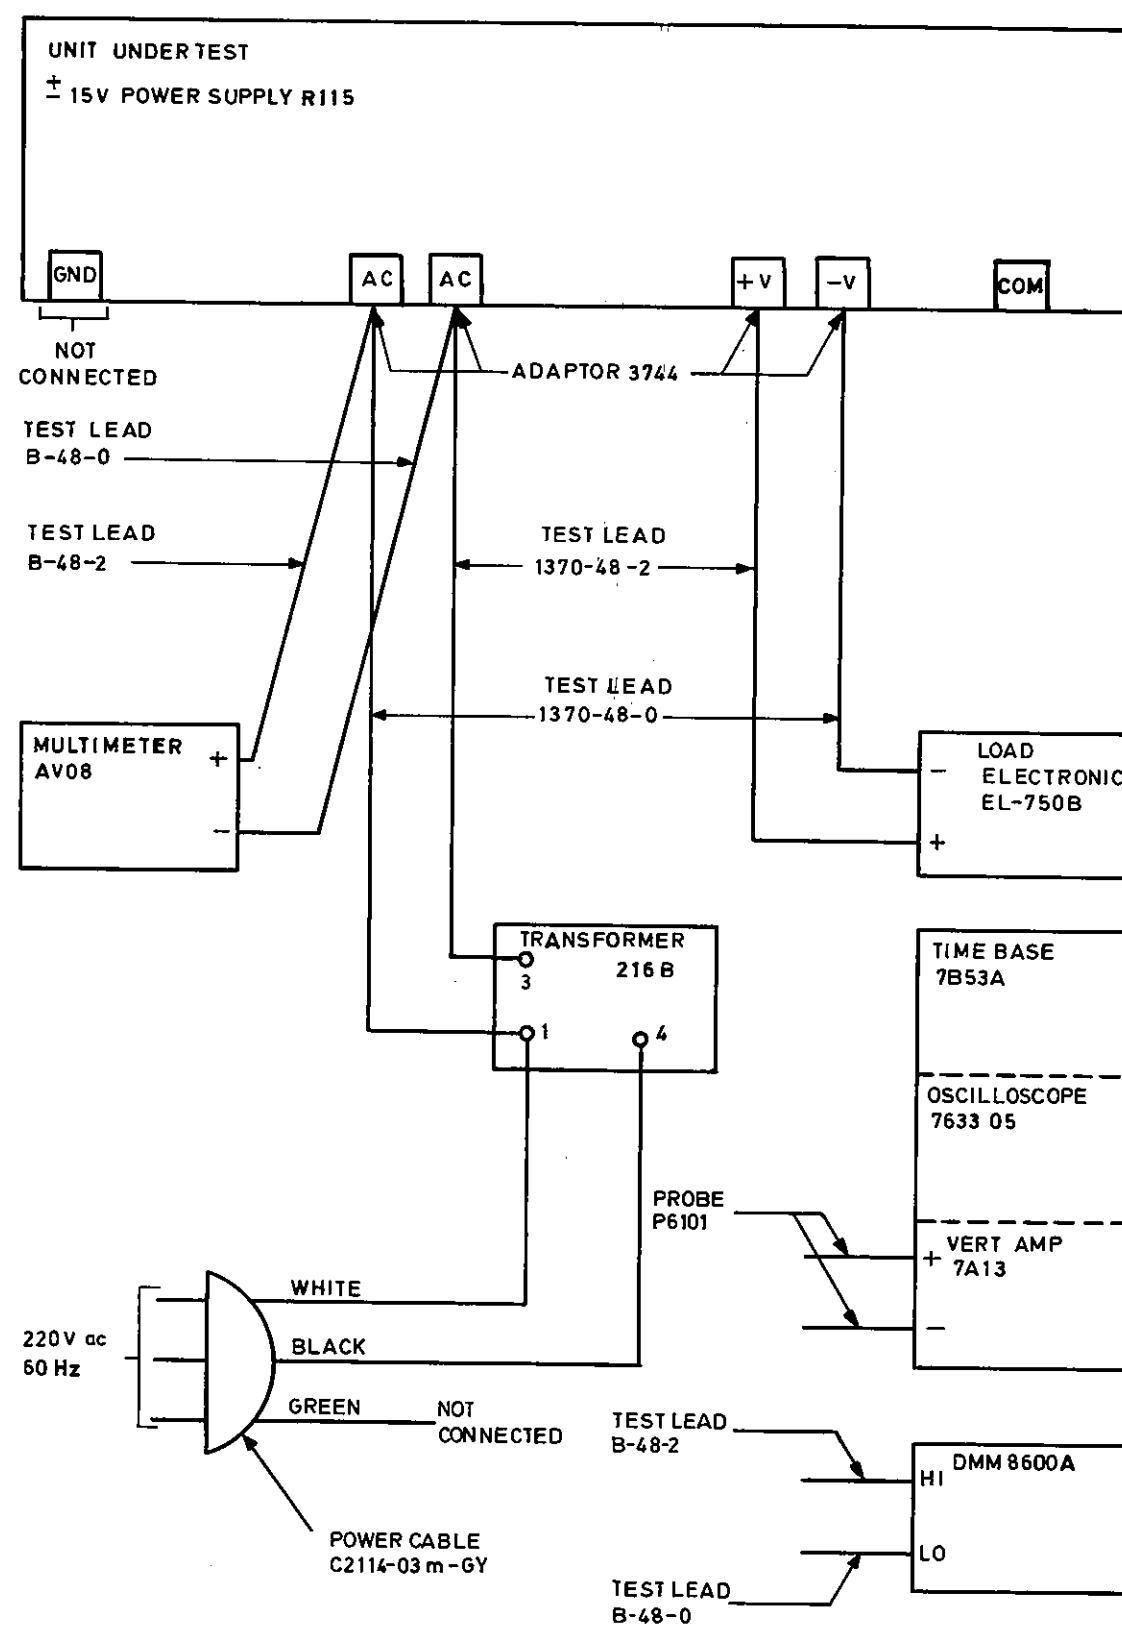 UNIT UNDER TEST
± 15V POWER SUPPLY R115
GND
AC
AC
+V
-V
COM
NOT
CONNECTED
ADAPTOR 3744
TEST LEAD
B-48-0
TEST LEAD
B-48-2
TEST LEAD
1370-48-2
TEST LEAD
1370-48-0
MULTIMETER
AV08
+
-
LOAD
ELECTRONIC
EL-750B
-
+
TRANSFORMER
216B
3
1
4
TIME BASE
7B53A
OSCILLOSCOPE
7633 05
PROBE
P6101
VERT AMP
7A13
+
-
WHITE
220V ac
60 Hz
BLACK
GREEN
NOT
CONNECTED
POWER CABLE
C2114-03m-GY
TEST LEAD
B-48-2
DMM 8600A
HI
LO
TEST LEAD
B-48-0